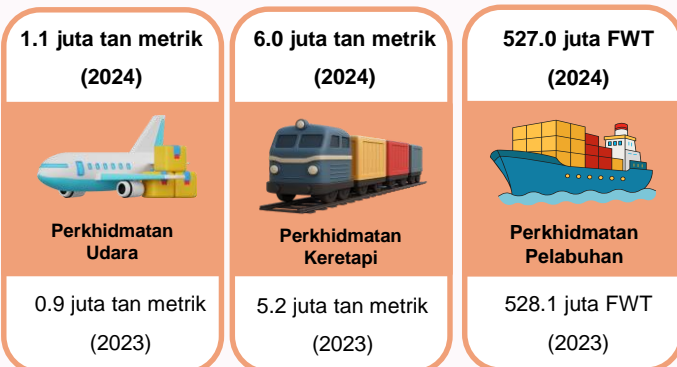 1.1 juta tan metrik
(2024)
Perkhidmatan
Udara
0.9 juta tan metrik
(2023)
6.0 juta tan metrik
(2024)
Perkhidmatan
Keretapi
5.2 juta tan metrik
(2023)
527.0 juta FWT
(2024)
Perkhidmatan
Pelabuhan
528.1 juta FWT
(2023)